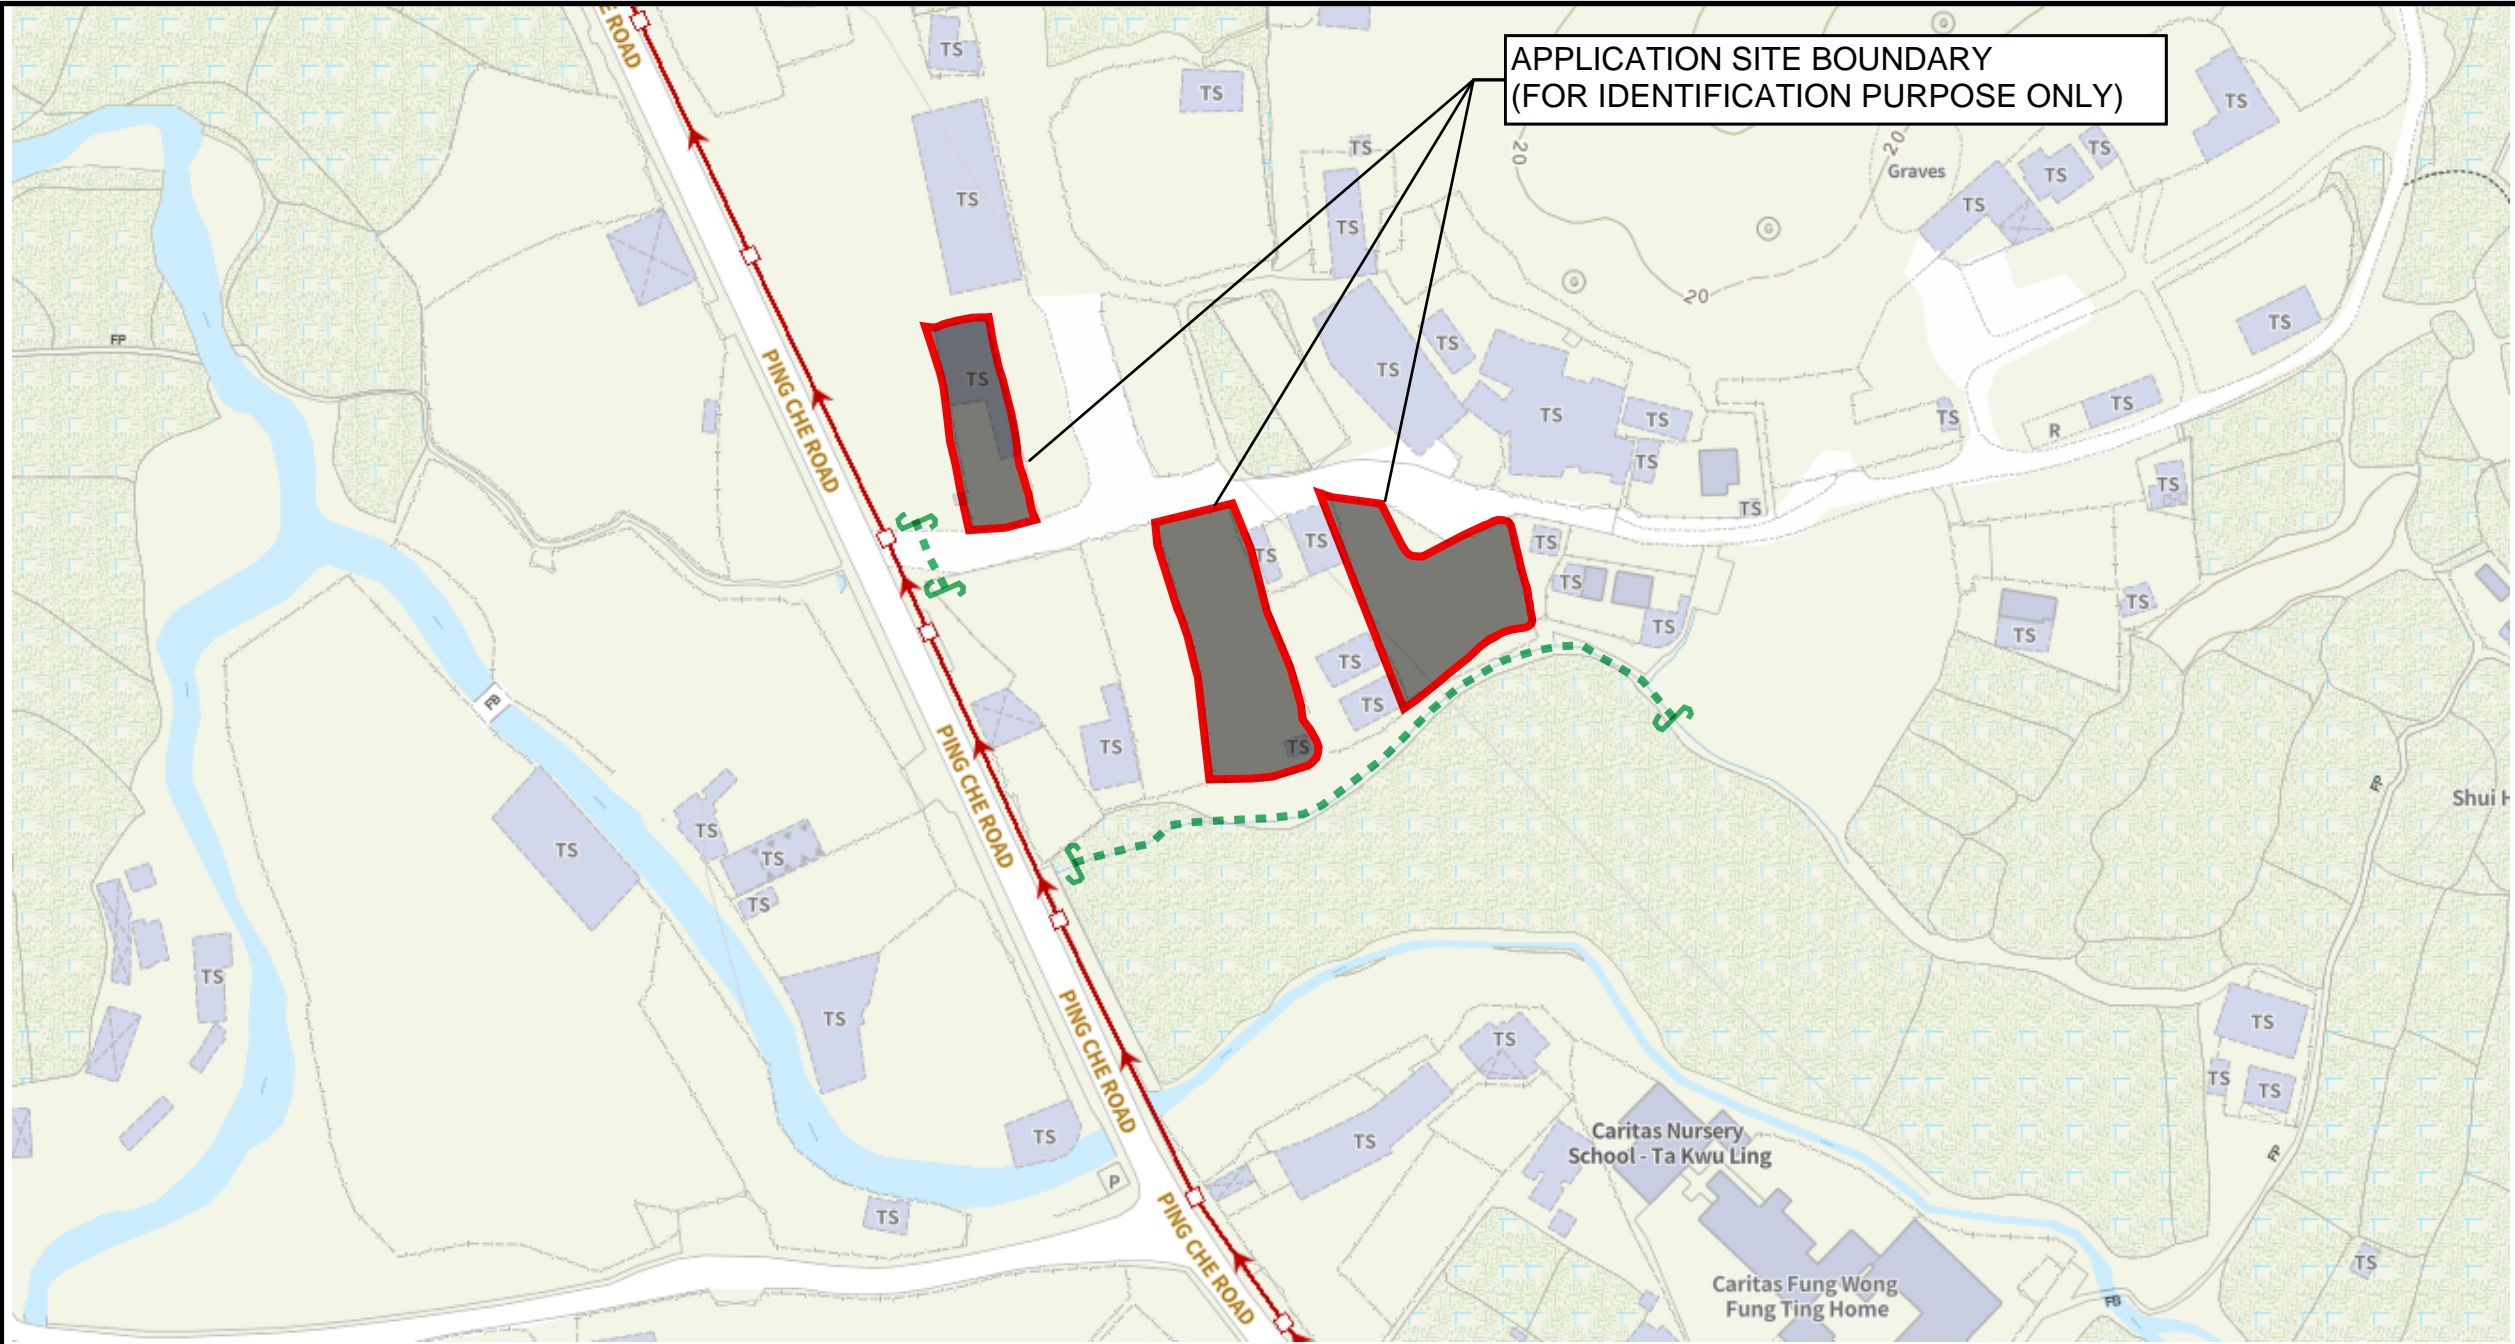 E ROAD
TS
APPLICATION SITE BOUNDARY
(FOR IDENTIFICATION PURPOSE ONLY)
G
TS
TS
TS
TS
20
20
Graves
TS
TS
TS
TS
TS
G
G
20
FP
TS
TS
TS
TS
PING CHE ROAD
TS
TS
TS
TS
R
TS
TS
TS
TS
TS
TS
TS
TS
TS
TS
TS
TS
TS
FB
PING CHE ROAD
TS
TS
TS
FP
Shui H
TS
TS
TS
TS
TS
PING CHE ROAD
TS
TS
TS
TS
TS
TS
TS
Caritas Nursery
School - Ta Kwu Ling
FP
P
PING CHE ROAD
TS
TS
Caritas Fung Wong
Fung Ting Home
FB